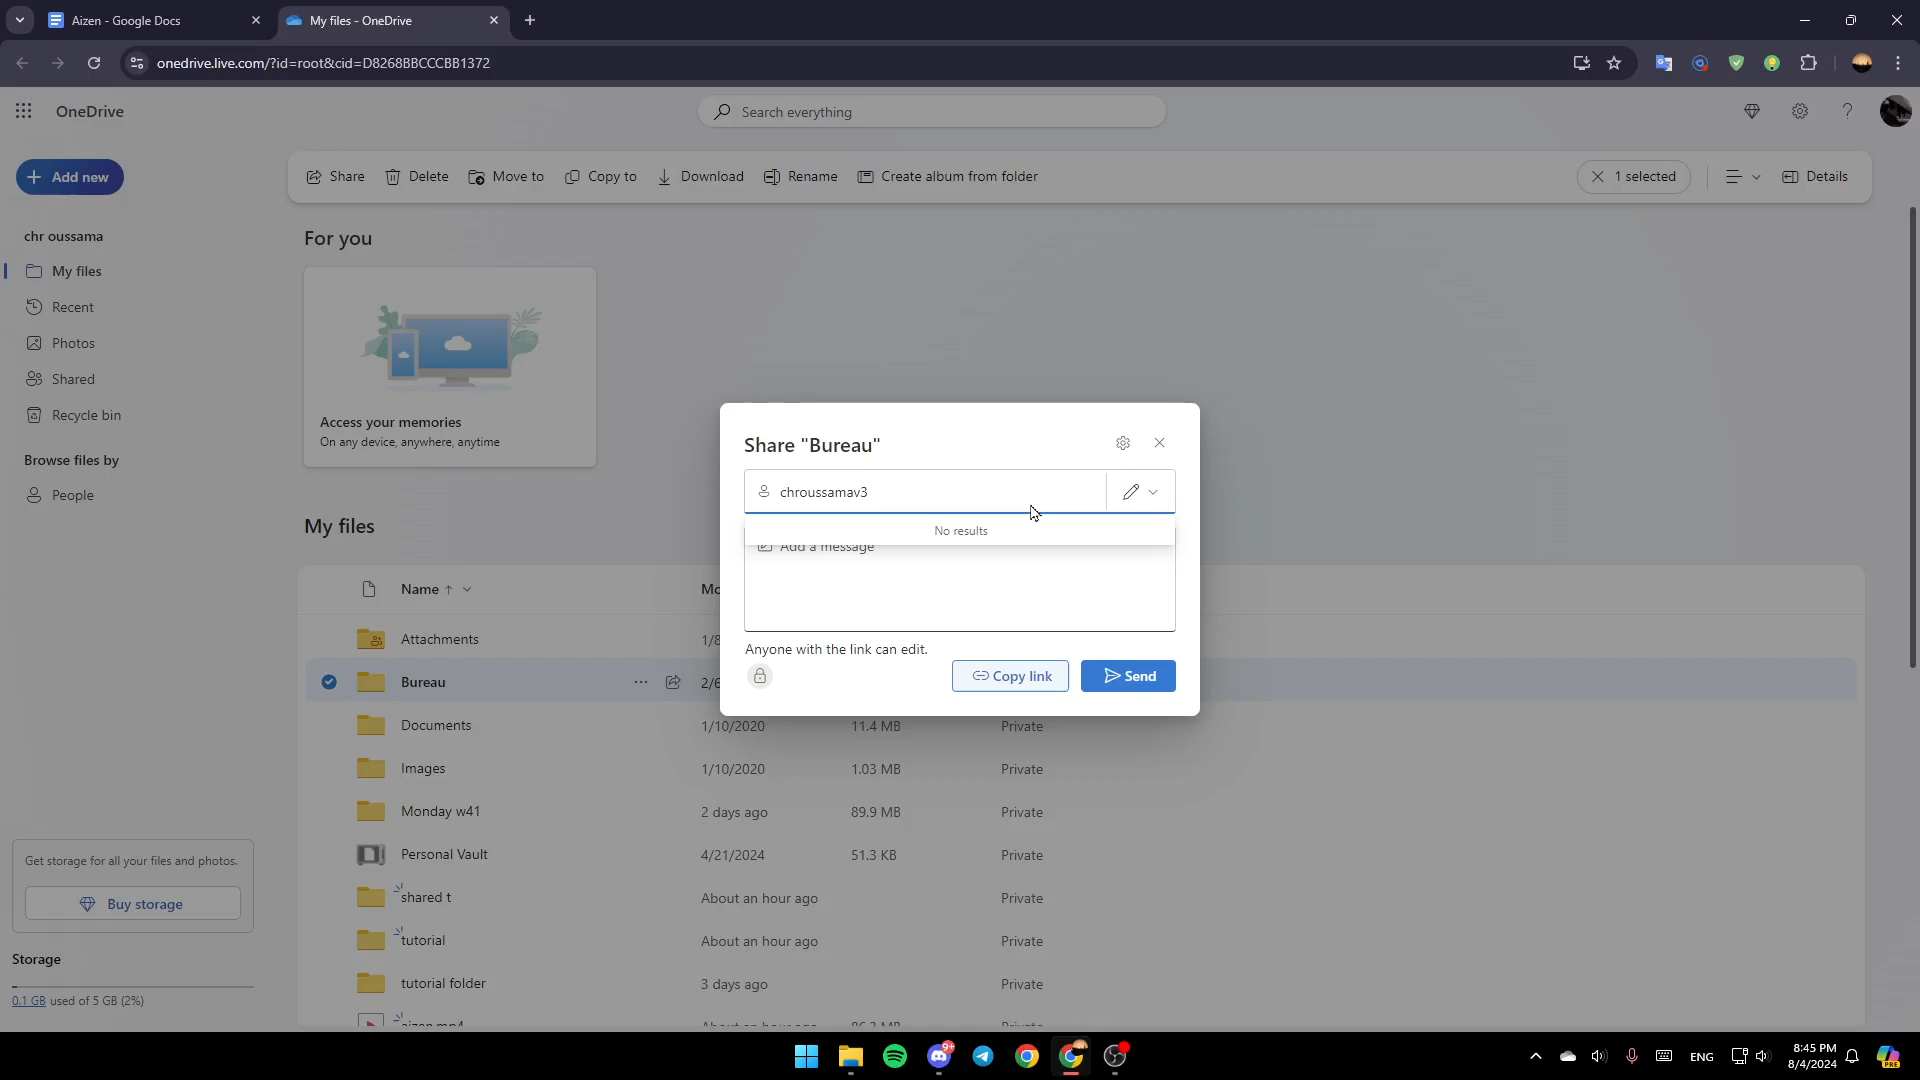 Aizen - Google Docs
My files - OneDrive
onedrive.live.com/?id=root&cid=D8268BBCCCBB1372
OneDrive
Search everything
Add new
Share
Delete
Move to
Copy to
Download
Rename
Create album from folder
1 selected
Details
chr oussama
My files
Recent
Photos
Shared
Recycle bin
Browse files by
People
Get storage for all your files and photos.
Buy storage
Storage
0.1 GB used of 5 GB (2%)
For you
Access your memories
On any device, anywhere, anytime
My files
Name
Attachments
Bureau
Documents 1/10/2020 11.4 MB Private
Images 1/10/2020 1.03 MB Private
Monday w41 2 days ago 89.9 MB Private
Personal Vault 4/21/2024 51.3 KB Private
shared t About an hour ago Private
tutorial About an hour ago Private
tutorial folder 3 days ago Private
Share "Bureau"
chroussamav3
No results
Add a message
Anyone with the link can edit.
Copy link
Send
9+
ENG
8:45 PM
8/4/2024
PRE